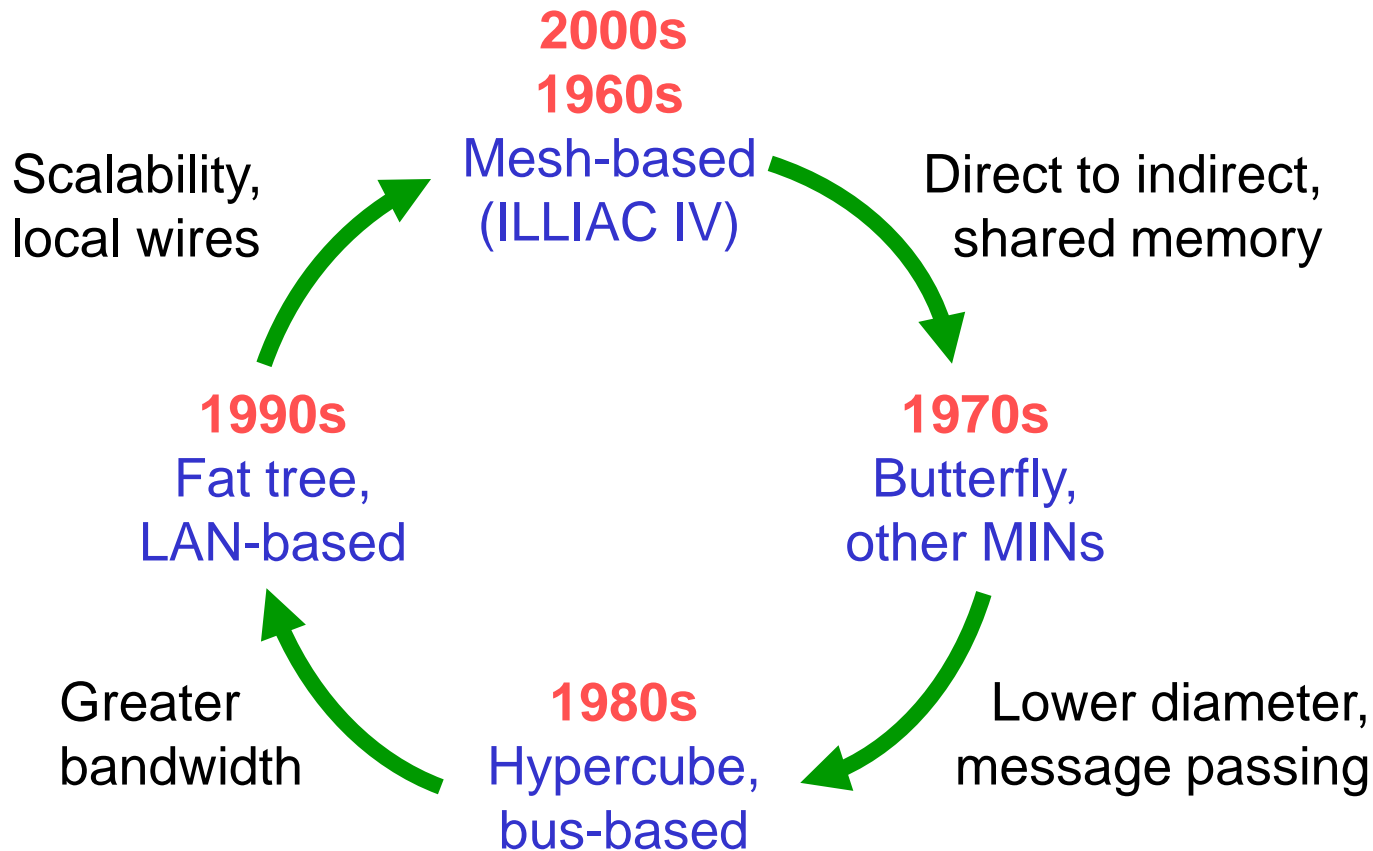 2000s
1960s
Mesh-based
(ILLIAC IV)
Direct to indirect,
shared memory
1970s
Butterfly,
other MINs
Lower diameter,
message passing
1980s
Hypercube,
bus-based
Greater
bandwidth
1990s
Fat tree,
LAN-based
Scalability,
local wires